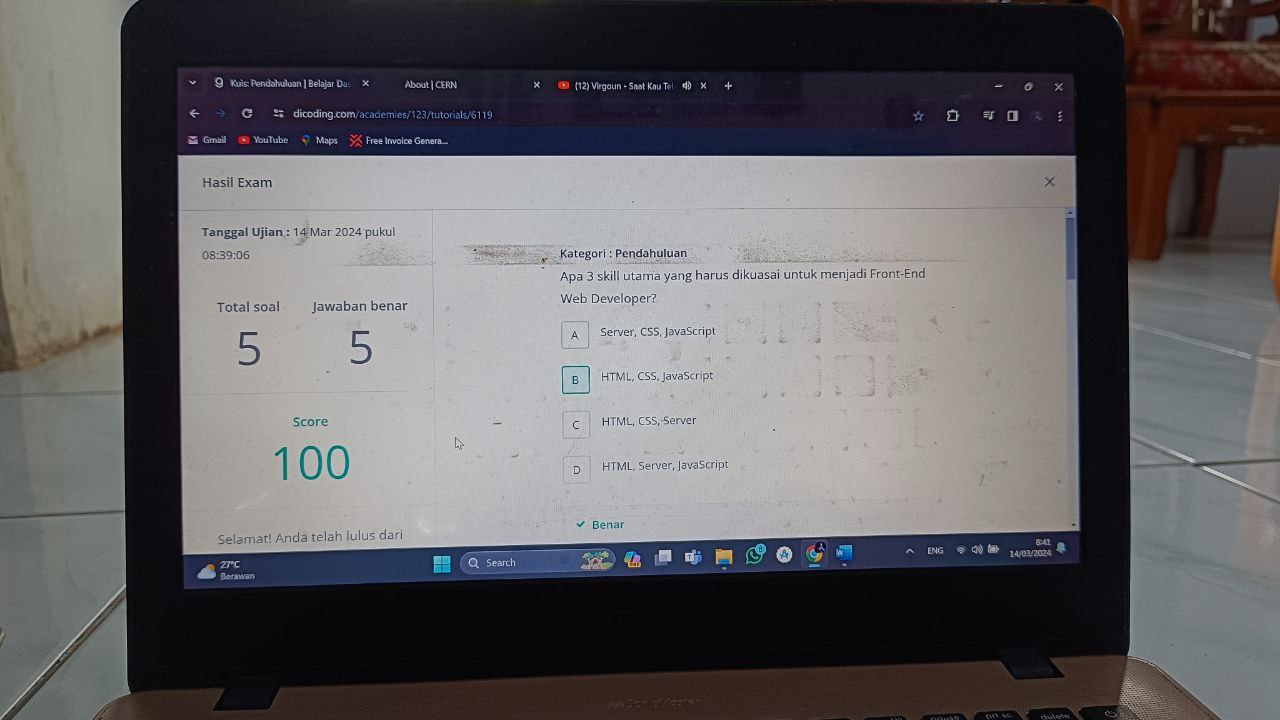 Kuis: Pendahuluan | Belajar Das
About | CERN
(12) Virgoun - Saat Kau Tel
dicoding.com/academies/123/tutorials/6119
Gmail
YouTube
Maps
Free Invoice Genera...
Hasil Exam
Tanggal Ujian : 14 Mar 2024 pukul
08:39:06
Total soal
Jawaban benar
5
5
Score
100
Selamat! Anda telah lulus dari
Kategori : Pendahuluan
Apa 3 skill utama yang harus dikuasai untuk menjadi Front-End
Web Developer?
A Server, CSS, JavaScript
B HTML, CSS, JavaScript
C HTML, CSS, Server
D HTML, Server, JavaScript
Benar
27°C
Berawan
Search
ENG
8:41
14/03/2024
delete